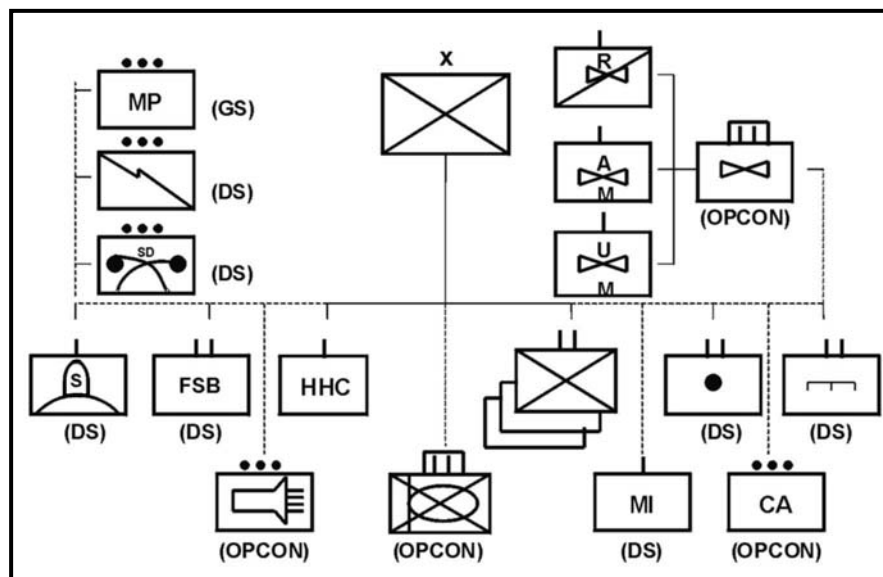 X
R
MP (GS)
A
M
(DS)
(OPCON)
SD
(DS)
U
M
S
FSB
HHC
(DS)
(DS)
(DS)
(DS)
MI
CA
(OPCON)
(OPCON)
(DS)
(OPCON)